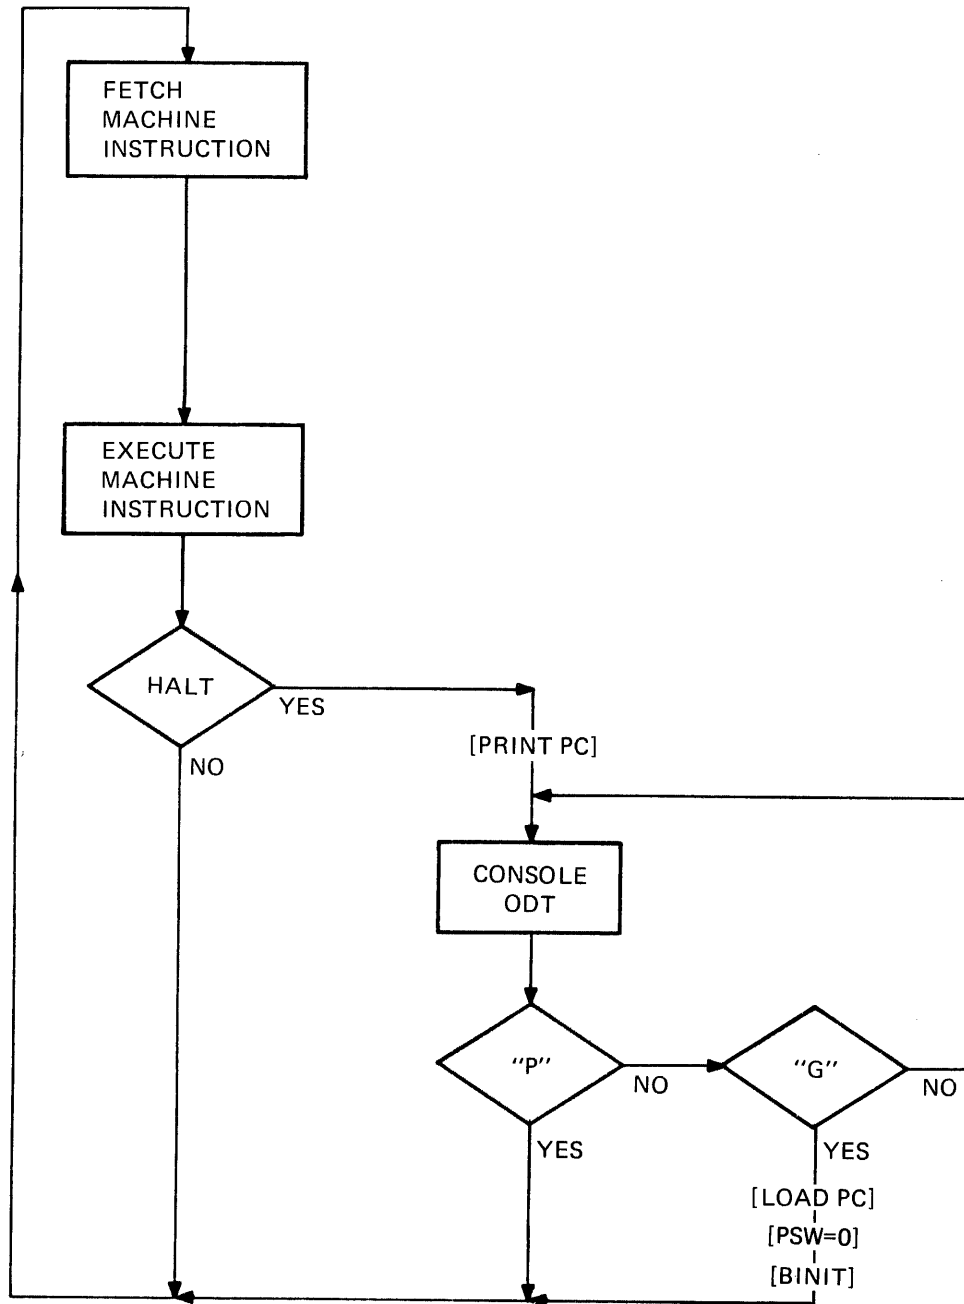 FETCH
MACHINE
INSTRUCTION
EXECUTE
MACHINE
INSTRUCTION
HALT
YES
NO
[PRINT PC]
CONSOLE
ODT
"P"
NO
YES
"G"
NO
YES
[LOAD PC]
[PSW=0]
[BINIT]